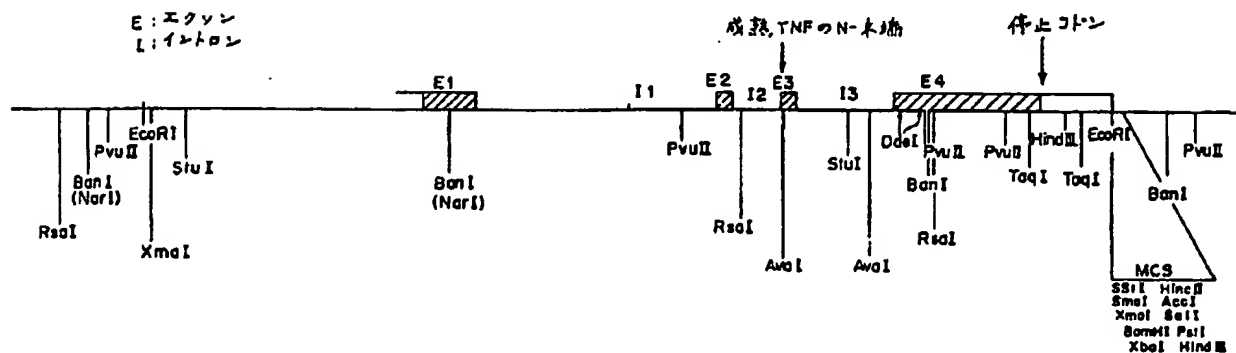 E:エクソン
I:イントロン
成熟TNFのN-末端
停止コドン
E1
I1
E2
I2
E3
I3
E4
EcoRI
PvuII
BanI
(NarI)
RsaI
StuI
XmaI
BanI
(NarI)
PvuII
RsaI
AvaI
StuI
AvaI
DdeI
PvuII
BanI
RsaI
PvuII
TaqI
HindIII
TaqI
EcoRI
BanI
PvuII
MCS
SstI HincII
SmaI AccI
XmaI SalI
BamHI PstI
XbaI HindIII